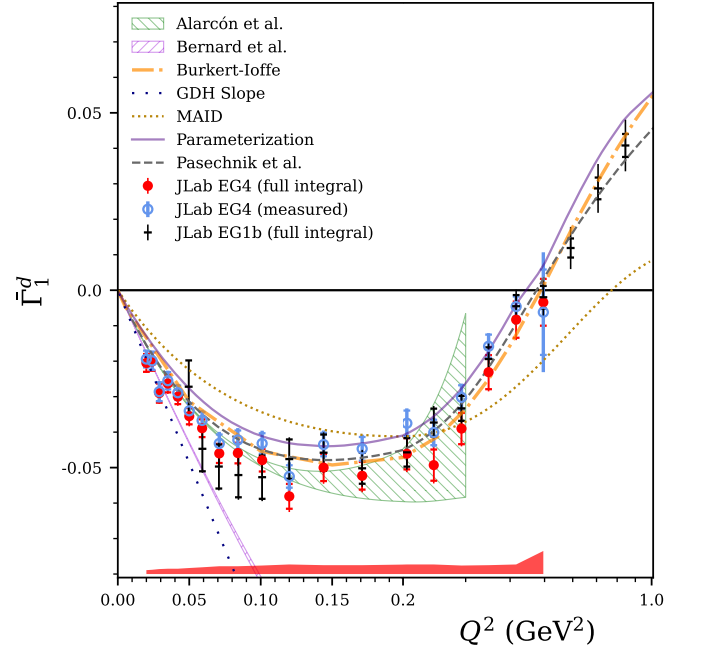 Alarcón et al.
Bernard et al.
Burkert-Ioffe
GDH Slope
MAID
Parameterization
Pasechnik et al.
JLab EG4 (full integral)
JLab EG4 (measured)
JLab EG1b (full integral)
0.05
0.0
-0.05
Γ̄₁ᵈ
0.00 0.05 0.10 0.15 0.2 1.0
Q² (GeV²)